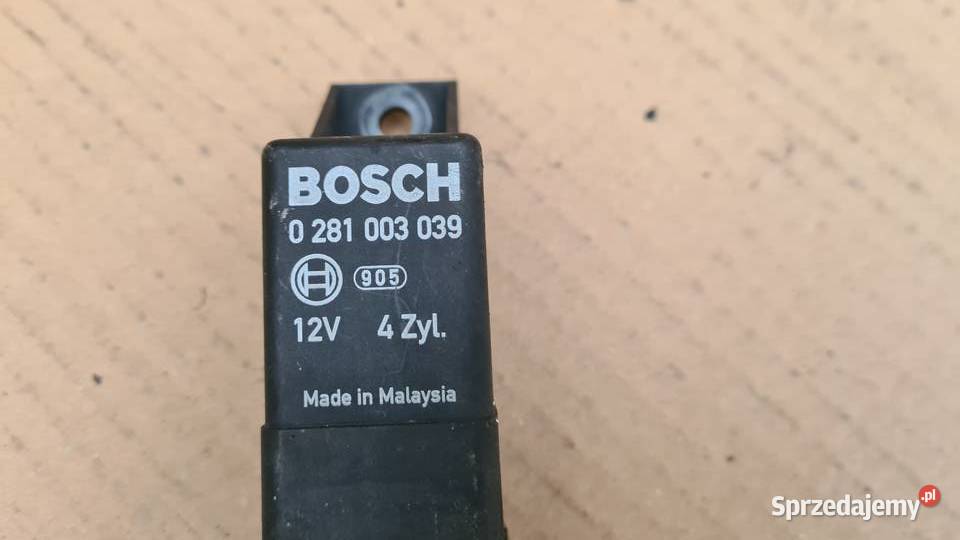 BOSCH
0 281 003 039
905
12V 4 Zyl.
Made in Malaysia
Sprzedajemy.pl